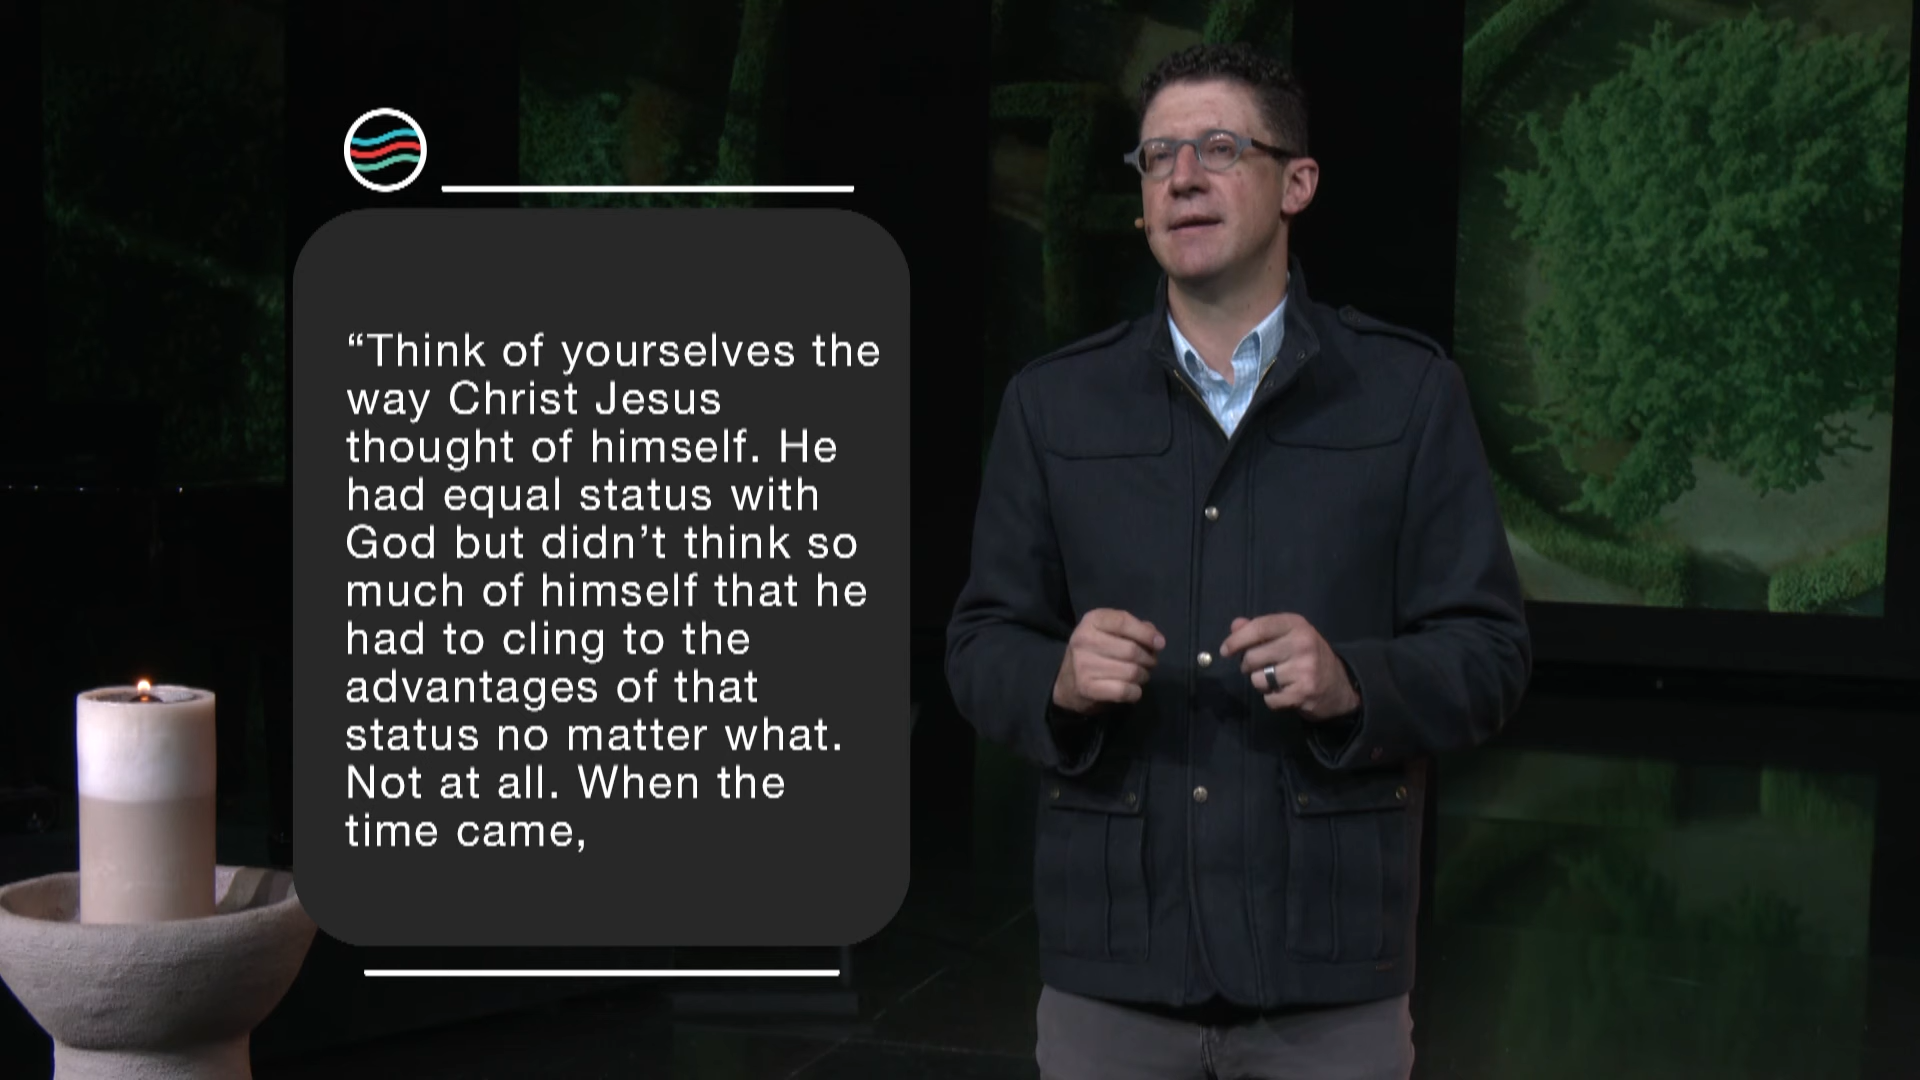 “Think of yourselves the
way Christ Jesus
thought of himself. He
had equal status with
God but didn’t think so
much of himself that he
had to cling to the
advantages of that
status no matter what.
Not at all. When the
time came,